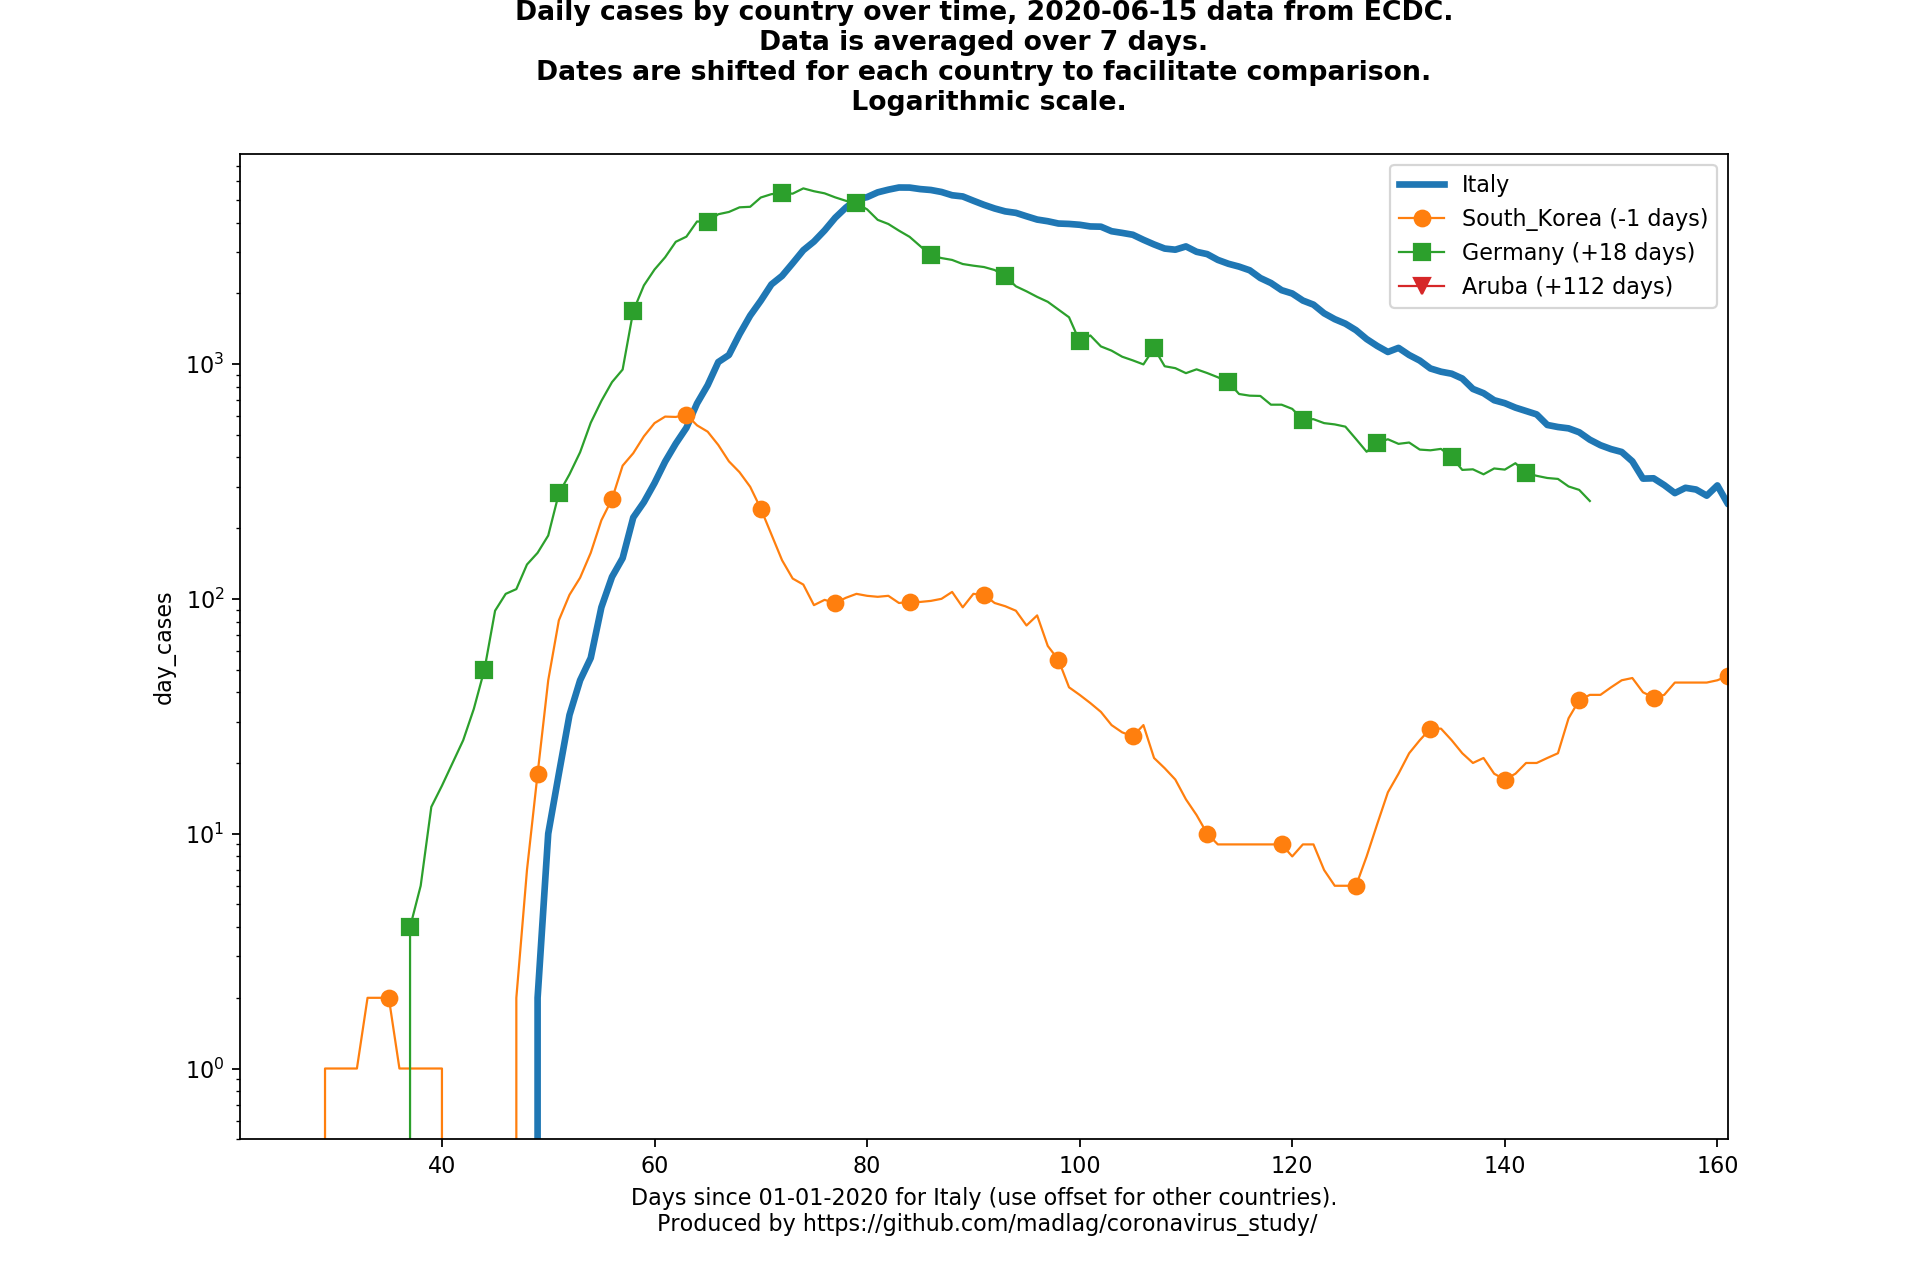 Daily cases by country over time, 2020-06-15 data from ECDC.
Data is averaged over 7 days.
Dates are shifted for each country to facilitate comparison.
Logarithmic scale.
Italy
South_Korea (-1 days)
Germany (+18 days)
Aruba (+112 days)
day_cases
10³
10²
10¹
10⁰
40 60 80 100 120 140 160
Days since 01-01-2020 for Italy (use offset for other countries).
Produced by https://github.com/madlag/coronavirus_study/